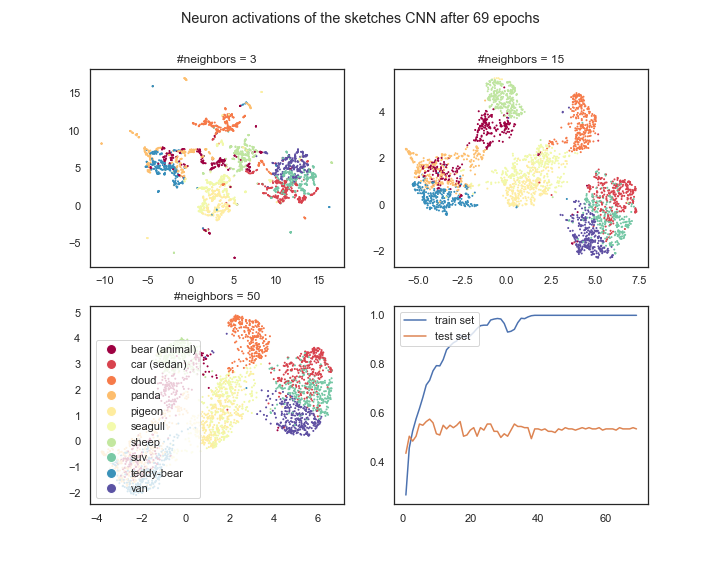 Neuron activations of the sketches CNN after 69 epochs
#neighbors = 3
15
10
5
0
−5
−10
−5
0
5
10
15
#neighbors = 15
4
2
0
−2
−5.0
−2.5
0.0
2.5
5.0
7.5
#neighbors = 50
5
4
3
2
1
0
−1
−2
−4
−2
0
2
4
6
bear (animal)
car (sedan)
cloud
panda
pigeon
seagull
sheep
suv
teddy-bear
van
1.0
0.8
0.6
0.4
0
20
40
60
train set
test set